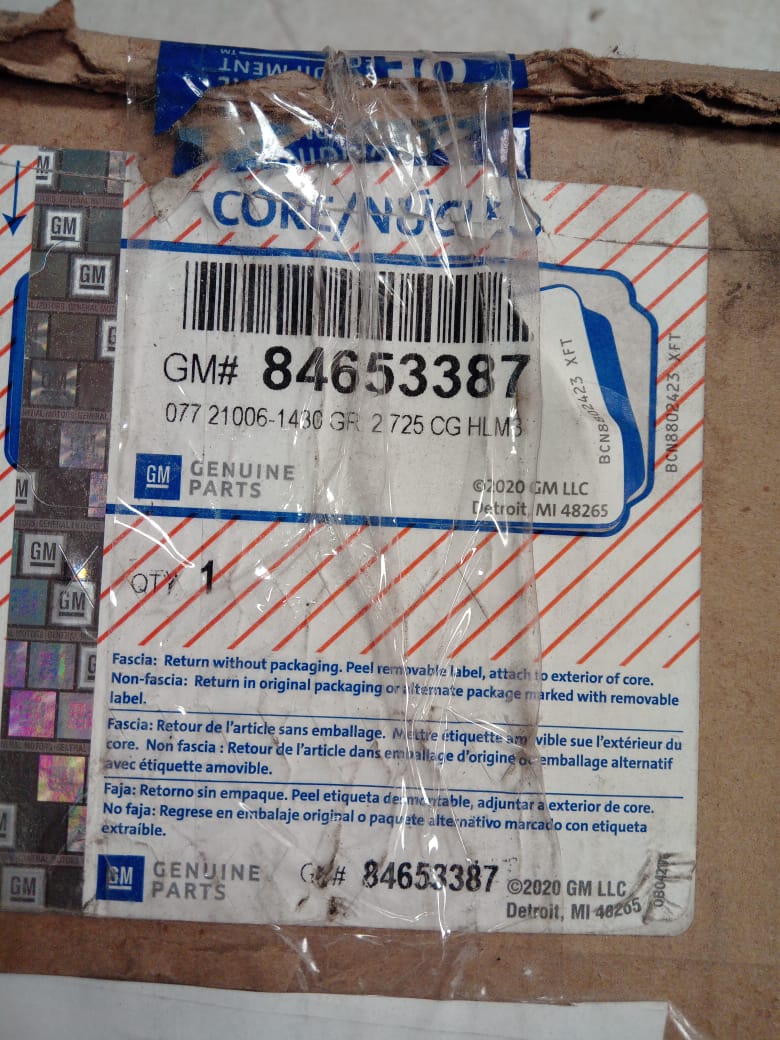 CORE/NÚCLEO
GM# 84653387
077 21006-1430 GR 2 725 CG HLM3
GM GENUINE PARTS
©2020 GM LLC
Detroit, MI 48265
BCN8802423 XFT
BCN8802423 XFT
QTY 1
Fascia: Return without packaging. Peel removable label, attach to exterior of core.
Non-fascia: Return in original packaging or alternate package marked with removable
label.
Fascia: Retour de l'article sans emballage. Mettre étiquette amovible sue l'extérieur du
core. Non fascia : Retour de l'article dans emballage d'origine ou emballage alternatif
avec étiquette amovible.
Faja: Retorno sin empaque. Peel etiqueta desmontable, adjuntar a exterior de core.
No faja: Regrese en embalaje original o paquete alternativo marcado con etiqueta
extraíble.
GM GENUINE PARTS
GM# 84653387
©2020 GM LLC
Detroit, MI 48265
GM
GM
GM
GM
GM